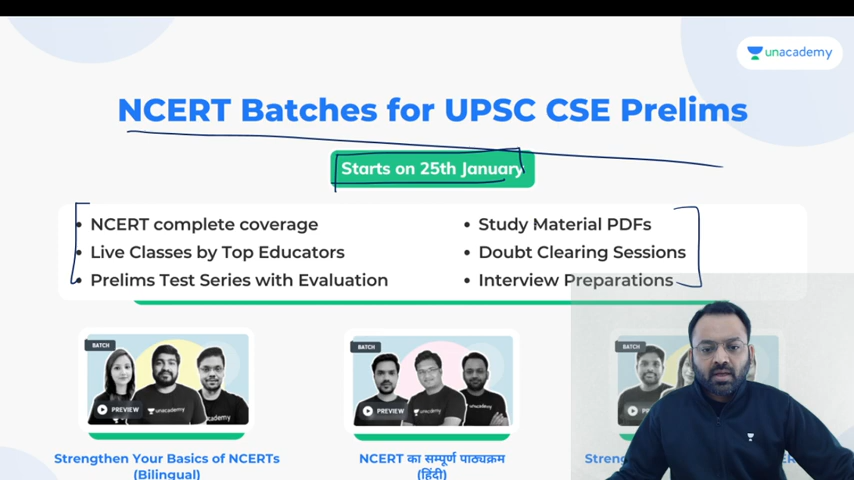 unacademy
NCERT Batches for UPSC CSE Prelims
Starts on 25th January
• NCERT complete coverage
• Live Classes by Top Educators
• Prelims Test Series with Evaluation
• Study Material PDFs
• Doubt Clearing Sessions
• Interview Preparations
BATCH
PREVIEW
unacademy
Strengthen Your Basics of NCERTs
(Bilingual)
BATCH
PREVIEW
unacademy
NCERT का सम्पूर्ण पाठ्यक्रम
(हिंदी)
BATCH
PREVIEW